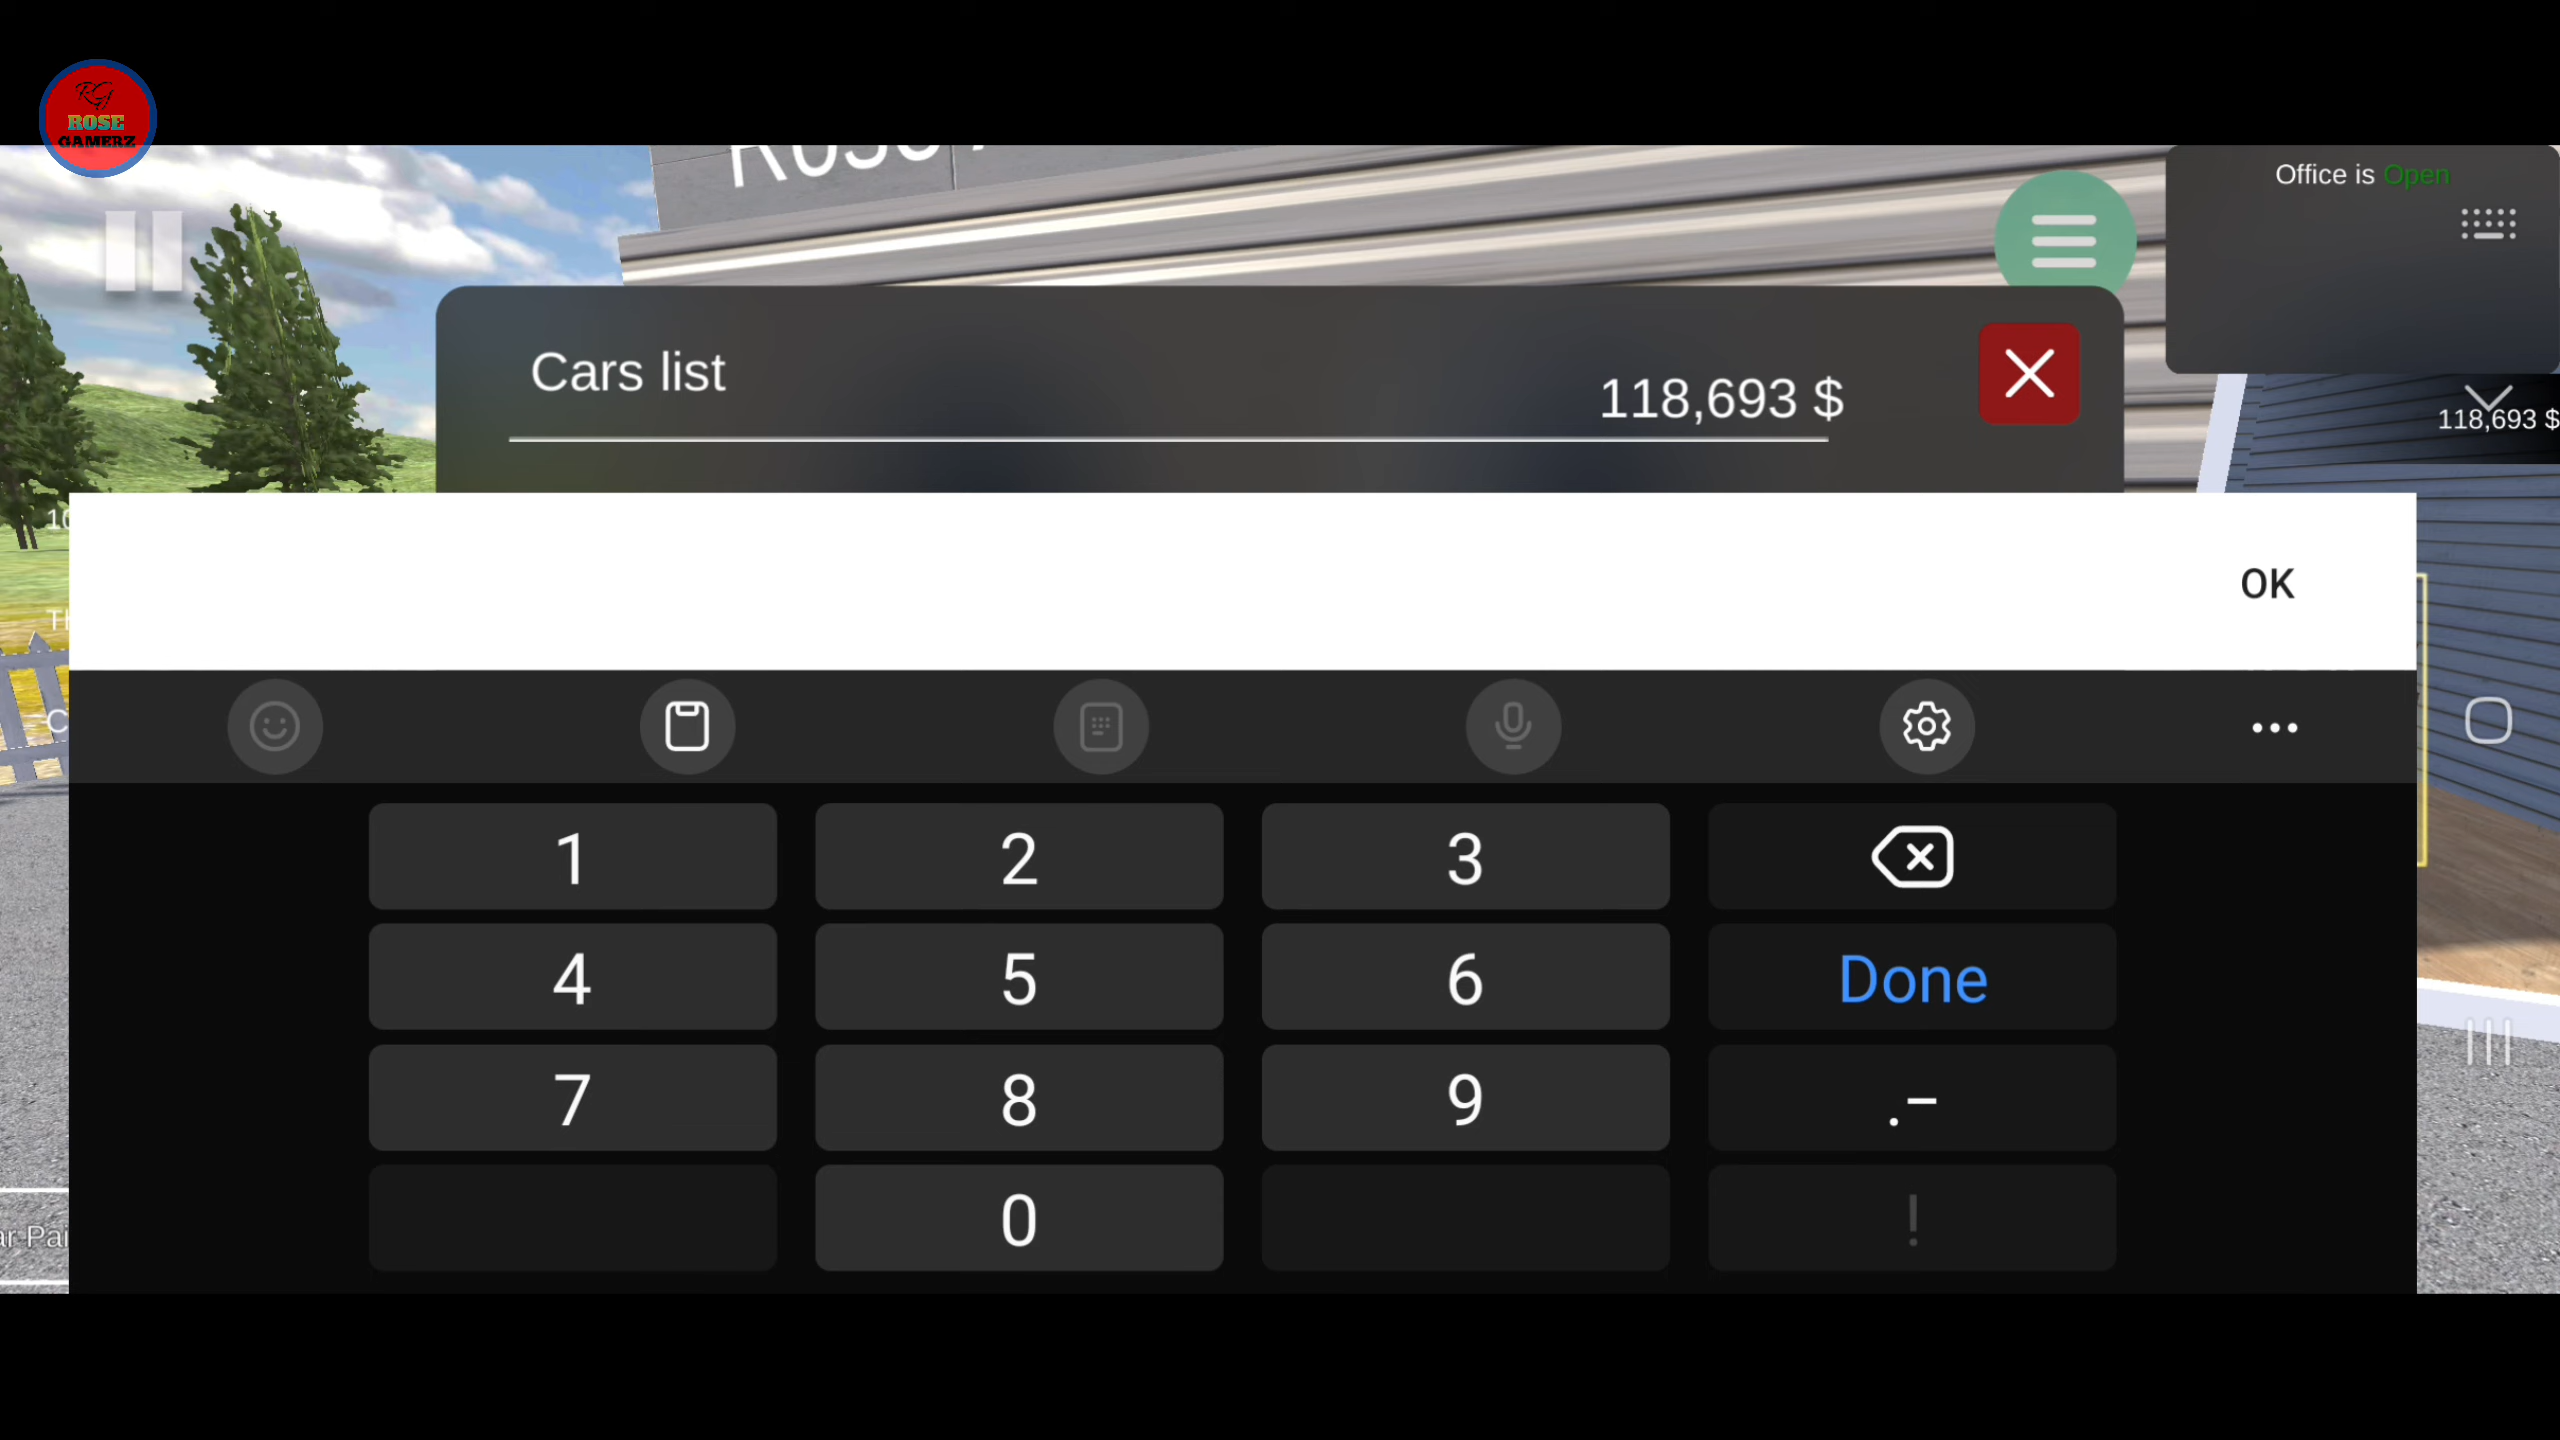 ROSE
GAMERZ
Office is Open
Cars list
118,693 $
118,693 $
OK
1 2 3
4 5 6 Done
7 8 9 .-
0 !